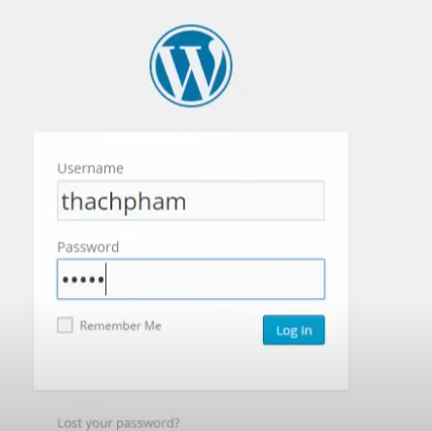 Username
thachpham
Password
•••••
Remember Me
Log In
Lost your password?